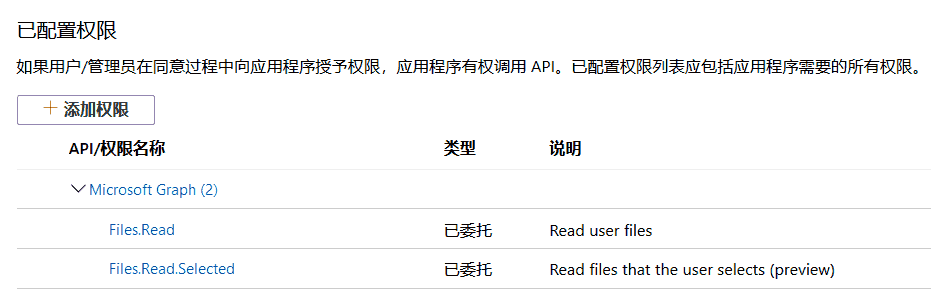 已配置权限
如果用户/管理员在同意过程中向应用程序授予权限，应用程序有权调用 API。已配置权限列表应包括应用程序需要的所有权限。
添加权限
API/权限名称 类型 说明
Microsoft Graph (2)
Files.Read 已委托 Read user files
Files.Read.Selected 已委托 Read files that the user selects (preview)